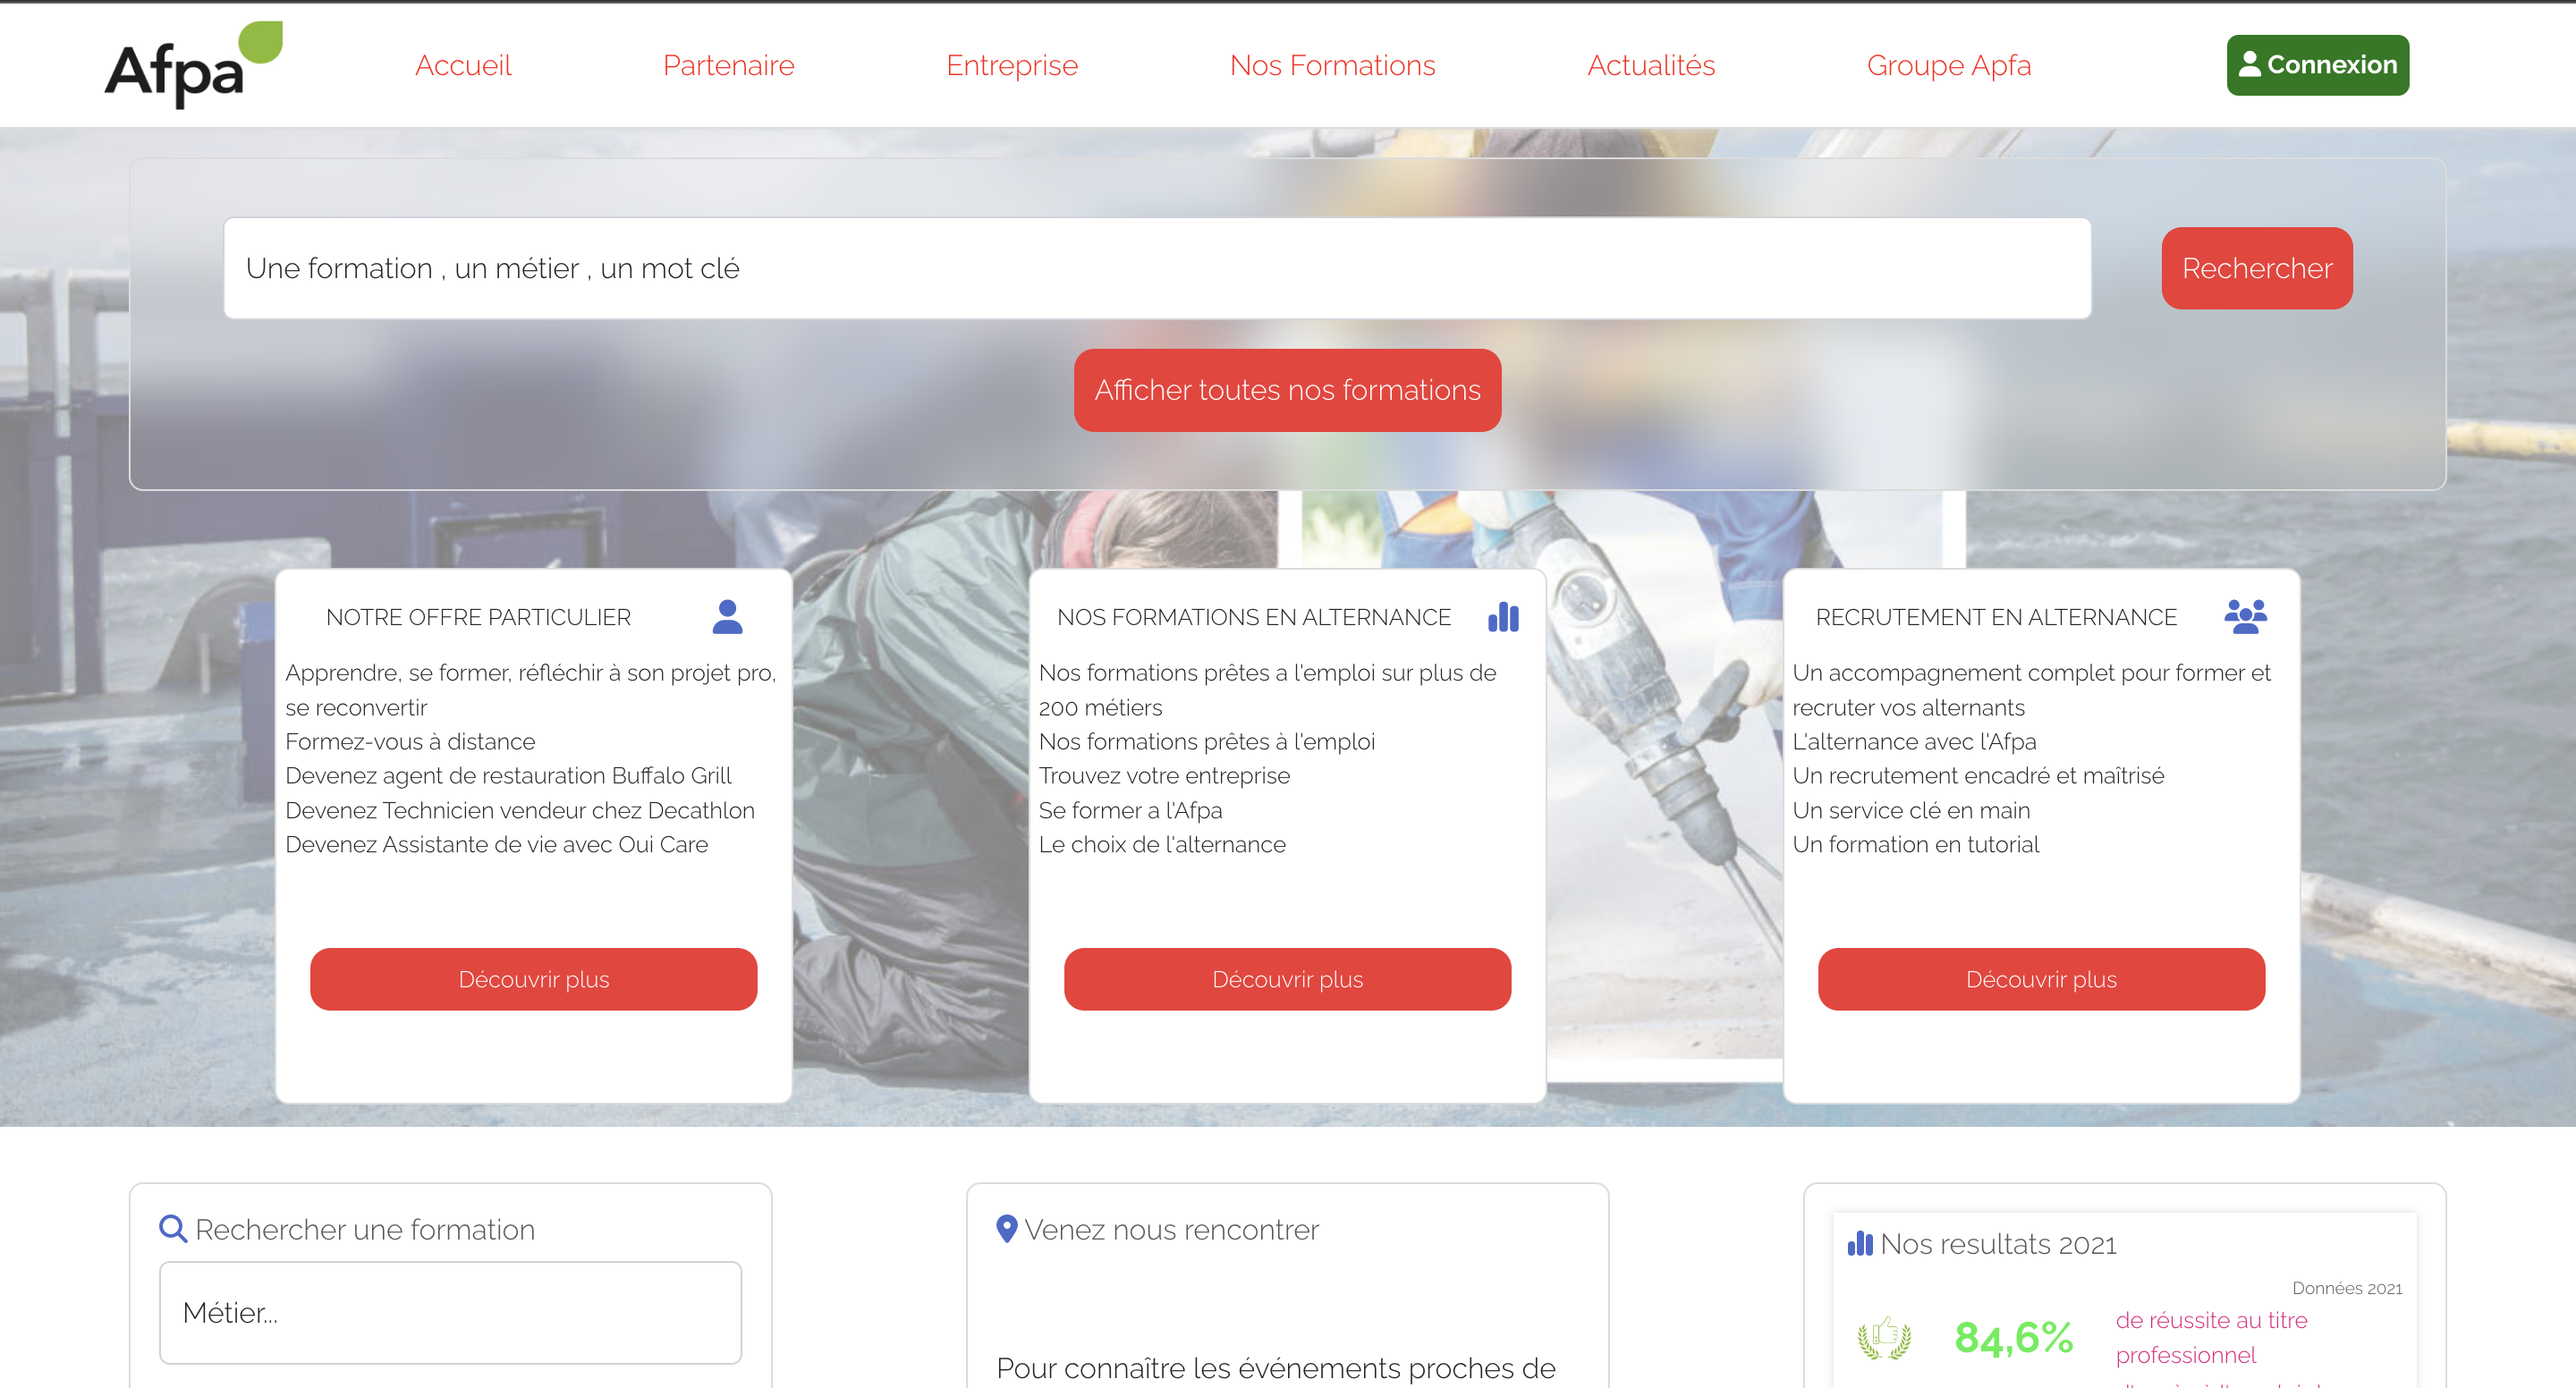 Afpa
Accueil
Partenaire
Entreprise
Nos Formations
Actualités
Groupe Apfa
Connexion
Une formation , un métier , un mot clé
Rechercher
Afficher toutes nos formations
NOTRE OFFRE PARTICULIER
Apprendre, se former, réfléchir à son projet pro,
se reconvertir
Formez-vous à distance
Devenez agent de restauration Buffalo Grill
Devenez Technicien vendeur chez Decathlon
Devenez Assistante de vie avec Oui Care
Découvrir plus
NOS FORMATIONS EN ALTERNANCE
Nos formations prêtes a l'emploi sur plus de
200 métiers
Nos formations prêtes à l'emploi
Trouvez votre entreprise
Se former a l'Afpa
Le choix de l'alternance
Découvrir plus
RECRUTEMENT EN ALTERNANCE
Un accompagnement complet pour former et
recruter vos alternants
L'alternance avec l'Afpa
Un recrutement encadré et maîtrisé
Un service clé en main
Un formation en tutorial
Découvrir plus
Rechercher une formation
Métier...
Venez nous rencontrer
Pour connaître les événements proches de
Nos resultats 2021
Données 2021
84,6%
de réussite au titre
professionnel